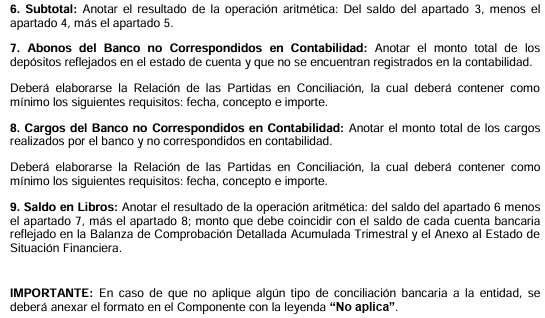 6. Subtotal: Anotar el resultado de la operación aritmética: Del saldo del apartado 3, menos el
apartado 4, más el apartado 5.
7. Abonos del Banco no Correspondidos en Contabilidad: Anotar el monto total de los
depósitos reflejados en el estado de cuenta y que no se encuentran registrados en la contabilidad.
Deberá elaborarse la Relación de las Partidas en Conciliación, la cual deberá contener como
mínimo los siguientes requisitos: fecha, concepto e importe.
8. Cargos del Banco no Correspondidos en Contabilidad: Anotar el monto total de los cargos
realizados por el banco y no correspondidos en contabilidad.
Deberá elaborarse la Relación de las Partidas en Conciliación, la cual deberá contener como
mínimo los siguientes requisitos: fecha, concepto e importe.
9. Saldo en Libros: Anotar el resultado de la operación aritmética: del saldo del apartado 6 menos
el apartado 7, más el apartado 8; monto que debe coincidir con el saldo de cada cuenta bancaria
reflejado en la Balanza de Comprobación Detallada Acumulada Trimestral y el Anexo al Estado de
Situación Financiera.
IMPORTANTE: En caso de que no aplique algún tipo de conciliación bancaria a la entidad, se
deberá anexar el formato en el Componente con la leyenda “No aplica”.